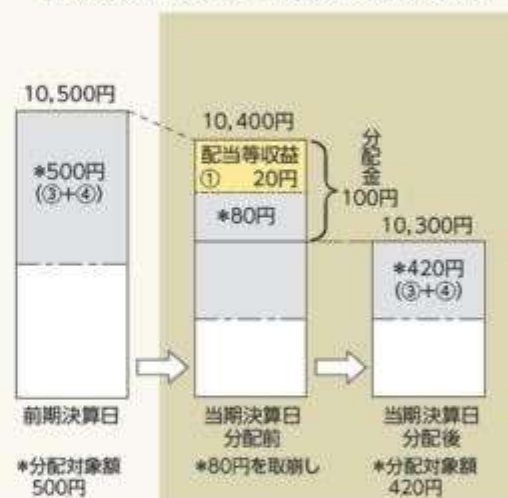 10,500円
*500円
(③+④)
前期決算日
*分配対象額
500円
10,400円
配当等収益
① 20円
*80円
分配金
100円
当期決算日
分配前
*80円を取崩し
10,300円
*420円
(③+④)
当期決算日
分配後
*分配対象額
420円